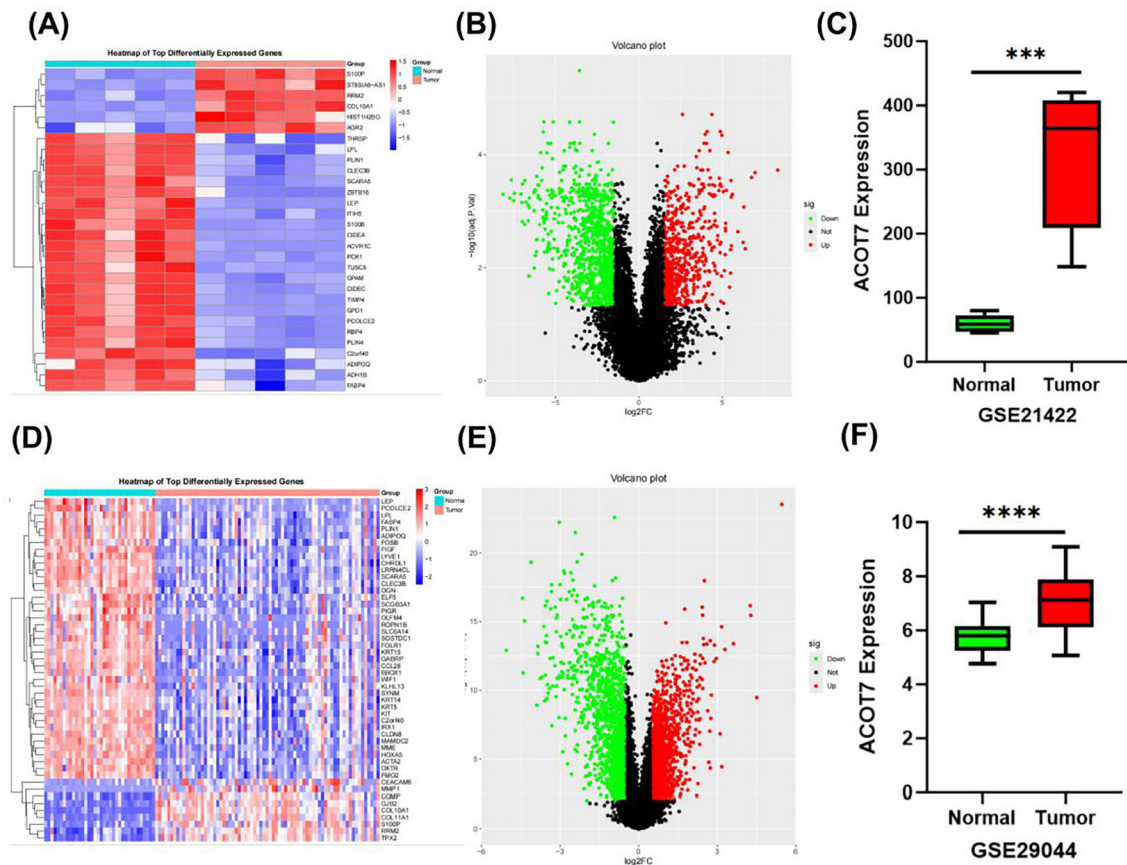 (A)
Heatmap of Top Differentially Expressed Genes
Group
S100P
ST8SIA6-AS1
RRM2
COL10A1
HIST1H2BG
AGR2
THRSP
LPL
PLIN1
CLEC3B
SCARA5
ZBTB16
LEP
ITIH5
S100B
CIDEA
ACVR1C
PCK1
TUSC5
GPAM
CIDEC
TIMP4
GPD1
PCOLCE2
RBP4
PLIN4
C2orf40
ADIPOQ
ADH1B
FABP4
1.5
1
0.5
0
-0.5
-1
-1.5
Group
Normal
Tumor
(B)
Volcano plot
-log10(adj.P.Val)
4
2
0
-5
0
5
log2FC
sig
Down
Not
Up
(C)
***
ACOT7 Expression
500
400
300
200
100
0
Normal
Tumor
GSE21422
(D)
Heatmap of Top Differentially Expressed Genes
Group
LEP
PCOLCE2
LPL
FABP4
PLIN1
ADIPOQ
FOSB
FIGF
LYVE1
CHRDL1
LRRN4CL
SCARA5
CLEC3B
OGN
ELF5
SCGB3A1
PIGR
OLFM4
ROPN1B
SLC6A14
SOSTDC1
FOLR1
KRT15
GABRP
CCL28
BBOX1
WIF1
KLHL13
SYNM
KRT14
KRT5
KIT
C2orf40
IRX1
CLDN8
MAMDC2
MME
HOXA5
ACTA2
OXTR
FMO2
CEACAM6
MMP1
COMP
GJB2
COL10A1
COL11A1
S100P
RRM2
TPX2
3
2
1
0
-1
-2
Group
Normal
Tumor
(E)
Volcano plot
20
15
10
5
0
-6
-3
0
3
6
log2FC
sig
Down
Not
Up
(F)
****
ACOT7 Expression
10
8
6
4
2
0
Normal
Tumor
GSE29044